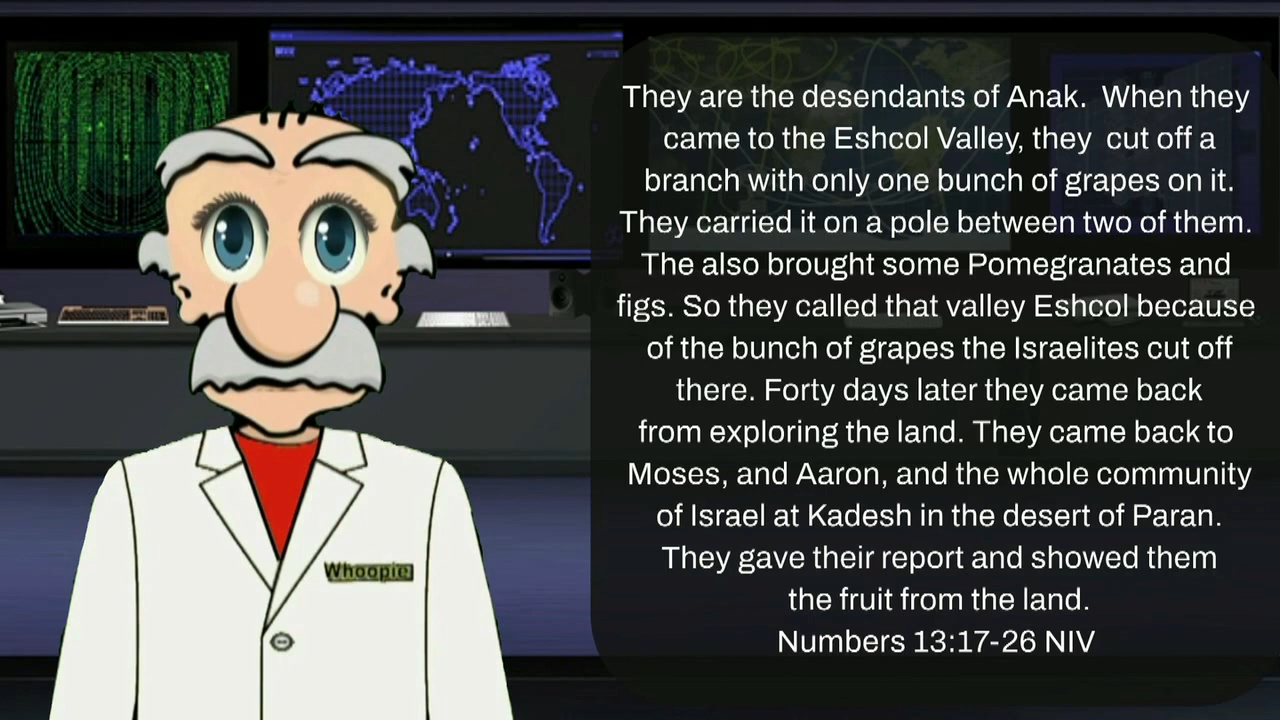 They are the desendants of Anak.  When they
came to the Eshcol Valley, they  cut off a
branch with only one bunch of grapes on it.
They carried it on a pole between two of them.
The also brought some Pomegranates and
figs. So they called that valley Eshcol because
of the bunch of grapes the Israelites cut off
there. Forty days later they came back
from exploring the land. They came back to
Moses, and Aaron, and the whole community
of Israel at Kadesh in the desert of Paran.
They gave their report and showed them
the fruit from the land.
Numbers 13:17-26 NIV
Whoopie